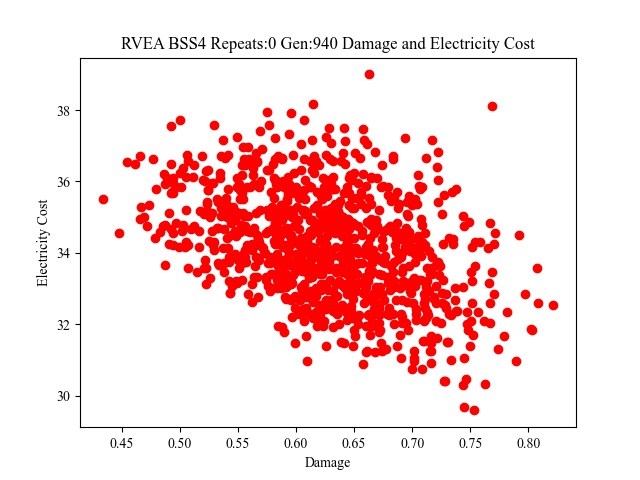 RVEA BSS4 Repeats:0 Gen:940 Damage and Electricity Cost
38
36
34
32
30
Electricity Cost
0.45 0.50 0.55 0.60 0.65 0.70 0.75 0.80
Damage